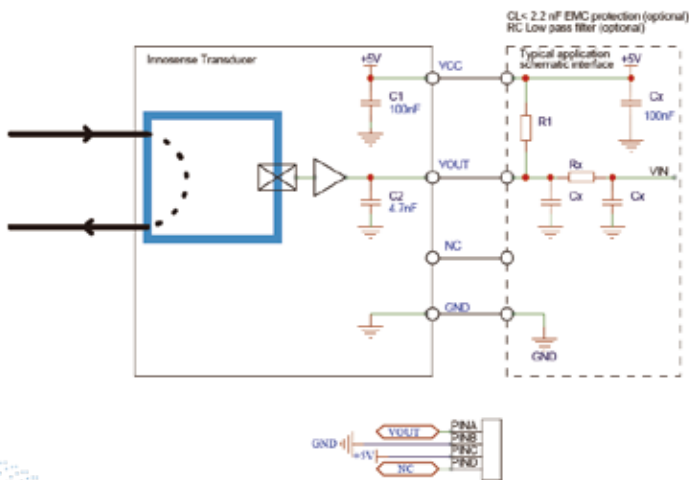 CL< 2.2 nF EMC protection (optional)
RC Low pass filter (optional)
Innosense Transducer
Typical application
schematic interface
+5V
VCC
+5V
C1
100nF
R1
Cx
100nF
VOUT
Rx
VIN
C2
4.7nF
Cx
Cx
NC
GND
GND
VOUT
PINA
GND
PINB
+5V
PINC
NC
PIND